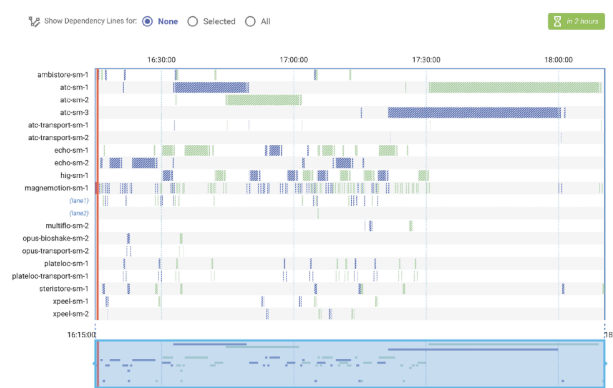 Show Dependency Lines for: None Selected All
in 2 hours
16:30:00 17:00:00 17:30:00 18:00:00
ambistore-sm-1
atc-sm-1
atc-sm-2
atc-sm-3
atc-transport-sm-1
atc-transport-sm-2
echo-sm-1
echo-sm-2
hig-sm-1
magnemotion-sm-1
(lane1)
(lane2)
multiflo-sm-2
opus-bioshake-sm-2
opus-transport-sm-2
plateloc-sm-1
plateloc-transport-sm-1
steristore-sm-1
xpeel-sm-1
xpeel-sm-2
16:15:00 18